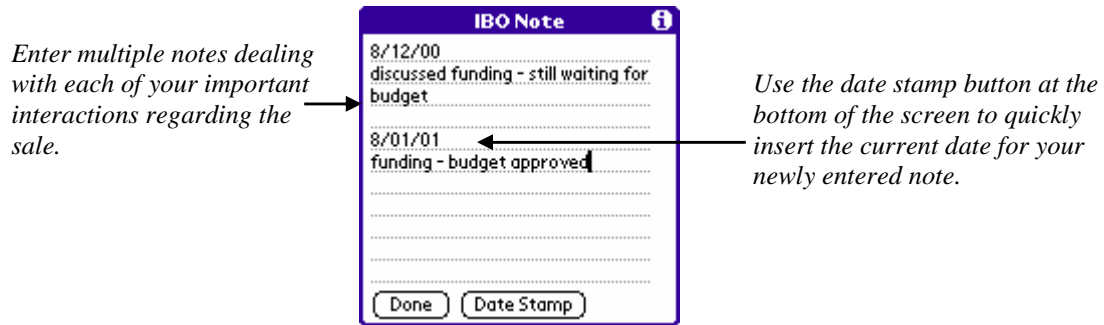 Enter multiple notes dealing
with each of your important
interactions regarding the
sale.
IBO Note
8/12/00
discussed funding - still waiting for
budget
8/01/01
funding - budget approved
Done
Date Stamp
Use the date stamp button at the
bottom of the screen to quickly
insert the current date for your
newly entered note.